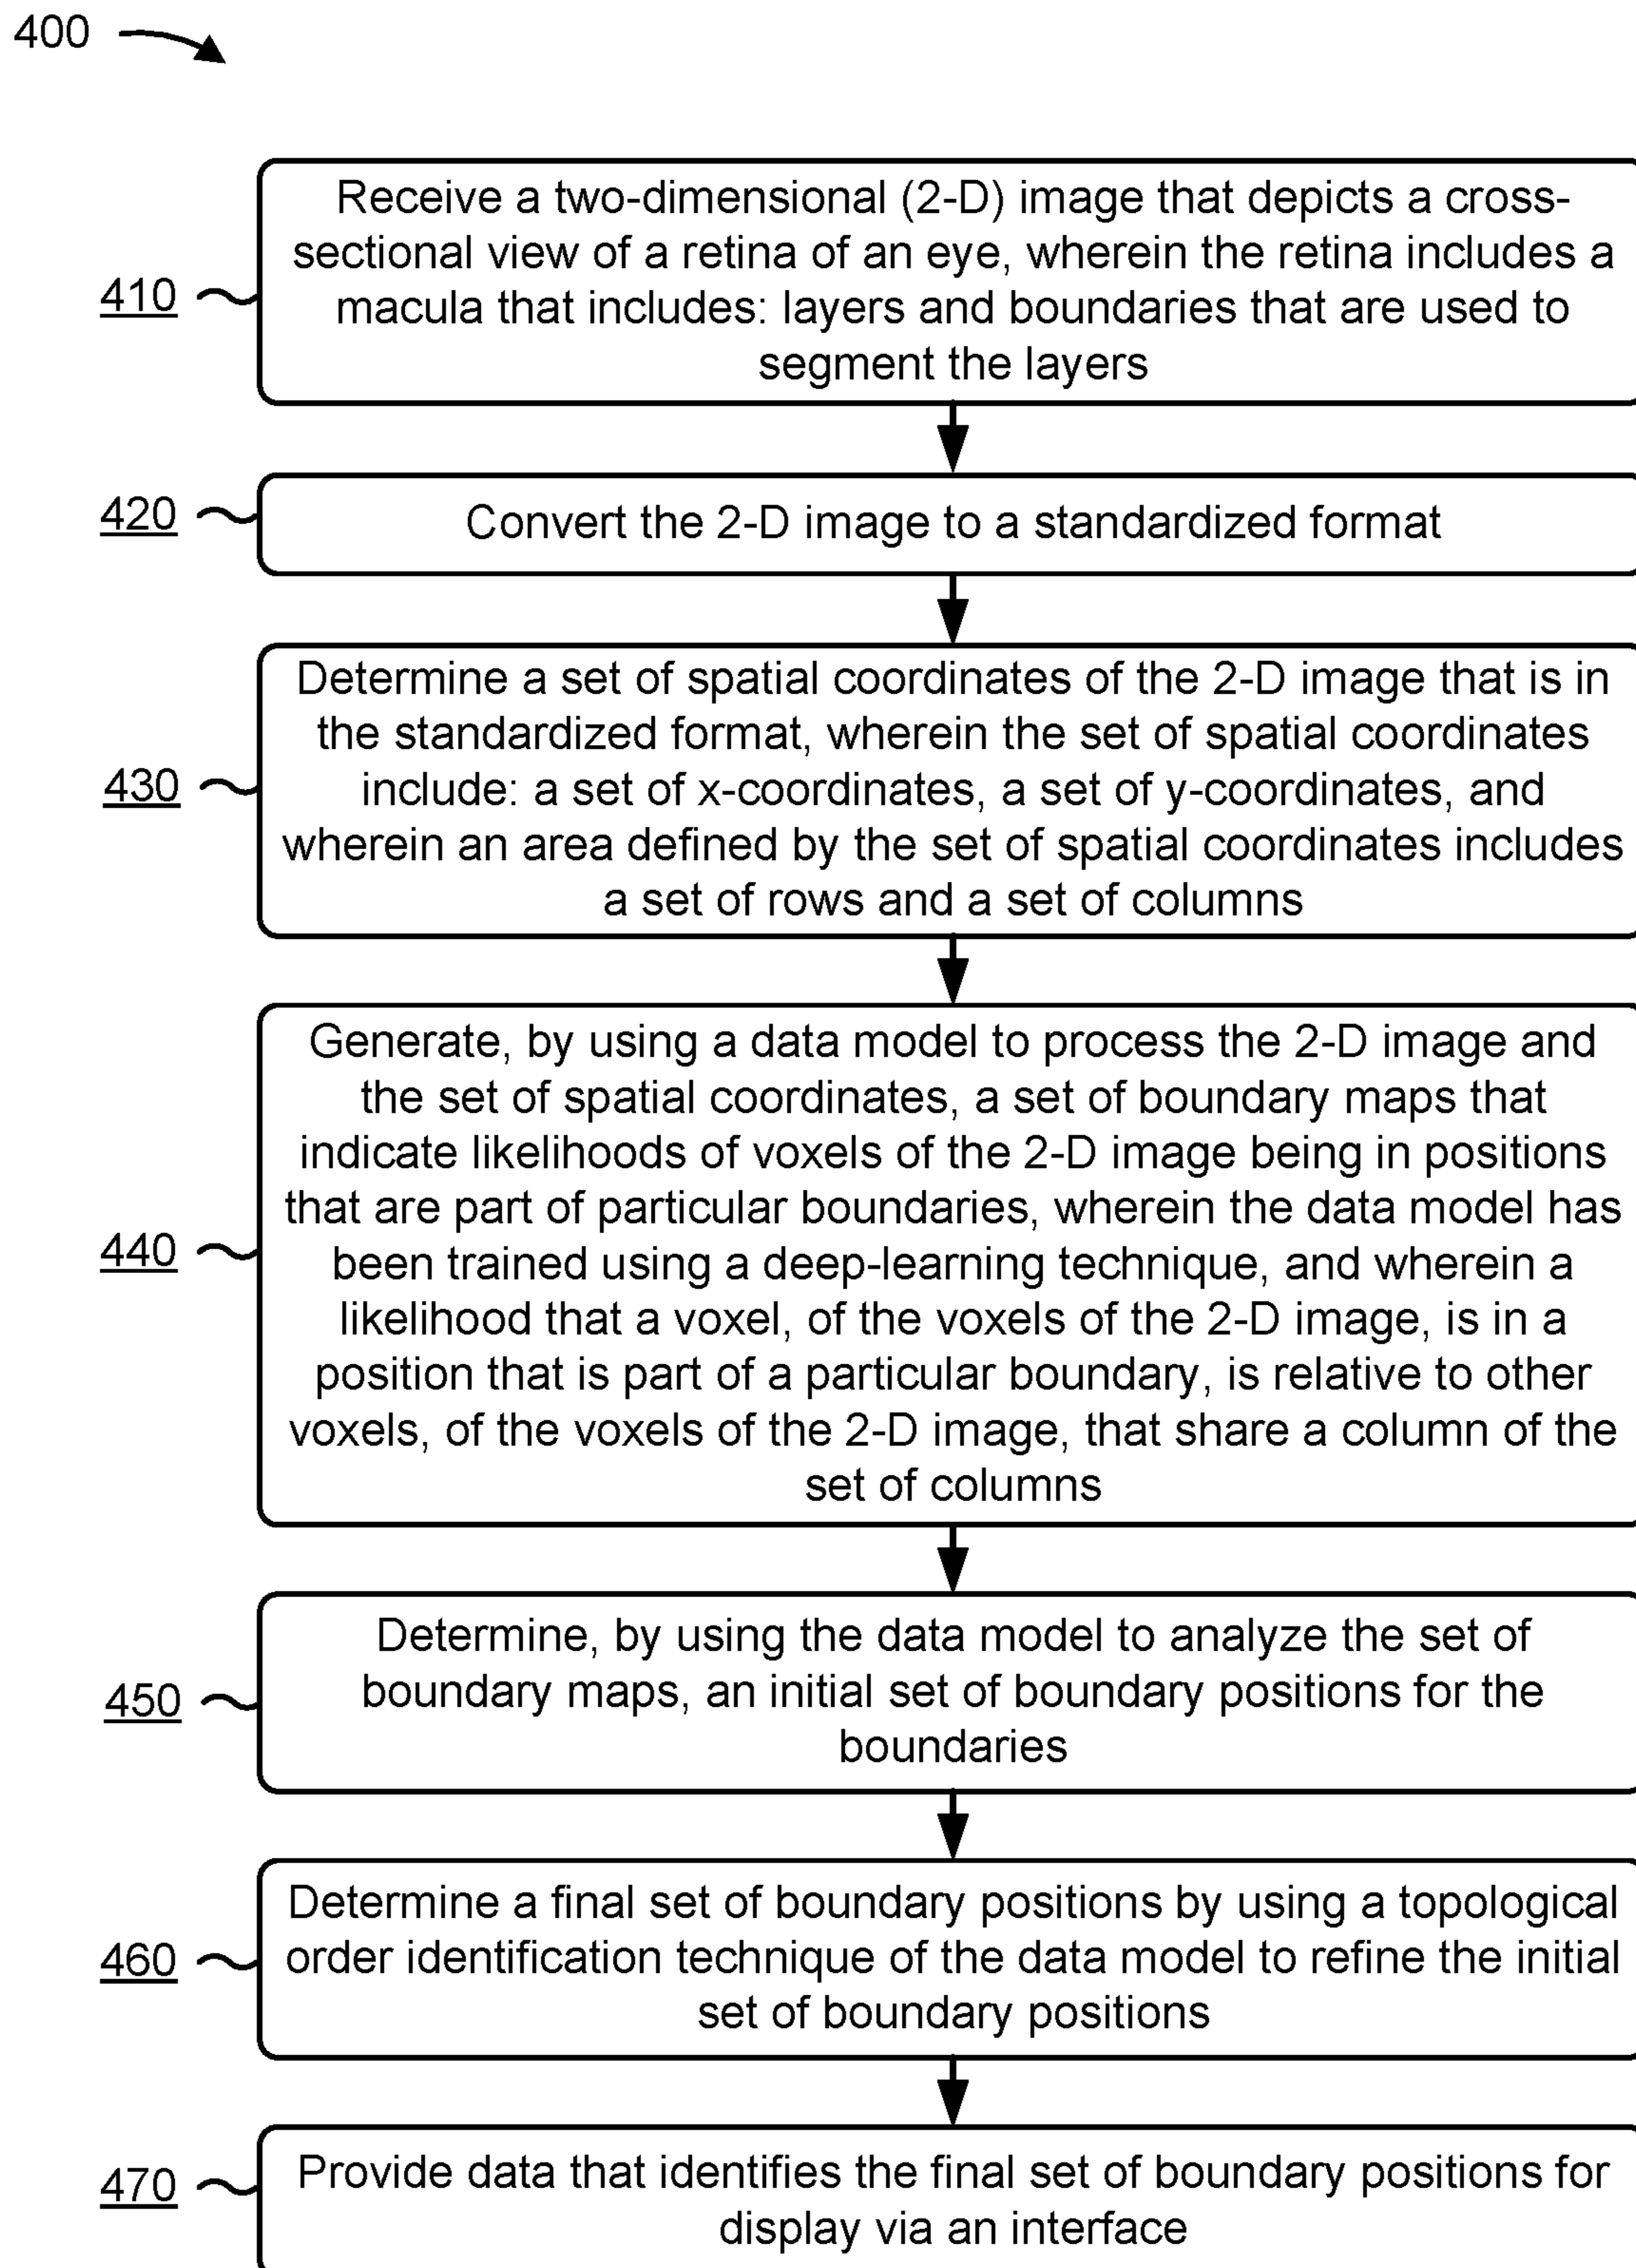 400
Receive a two-dimensional (2-D) image that depicts a cross-
sectional view of a retina of an eye, wherein the retina includes a
410
macula that includes: layers and boundaries that are used to
segment the layers
420
Convert the 2-D image to a standardized format
Determine a set of spatial coordinates of the 2-D image that is in
the standardized format, wherein the set of spatial coordinates
430
include: a set of x-coordinates, a set of y-coordinates, and
wherein an area defined by the set of spatial coordinates includes
a set of rows and a set of columns
Generate, by using a data model to process the 2-D image and
the set of spatial coordinates, a set of boundary maps that
indicate likelihoods of voxels of the 2-D image being in positions
that are part of particular boundaries, wherein the data model has
440
been trained using a deep-learning technique, and wherein a
likelihood that a voxel, of the voxels of the 2-D image, is in a
position that is part of a particular boundary, is relative to other
voxels, of the voxels of the 2-D image, that share a column of the
set of columns
Determine, by using the data model to analyze the set of
450
boundary maps, an initial set of boundary positions for the
boundaries
Determine a final set of boundary positions by using a topological
460
order identification technique of the data model to refine the initial
set of boundary positions
470
Provide data that identifies the final set of boundary positions for
display via an interface